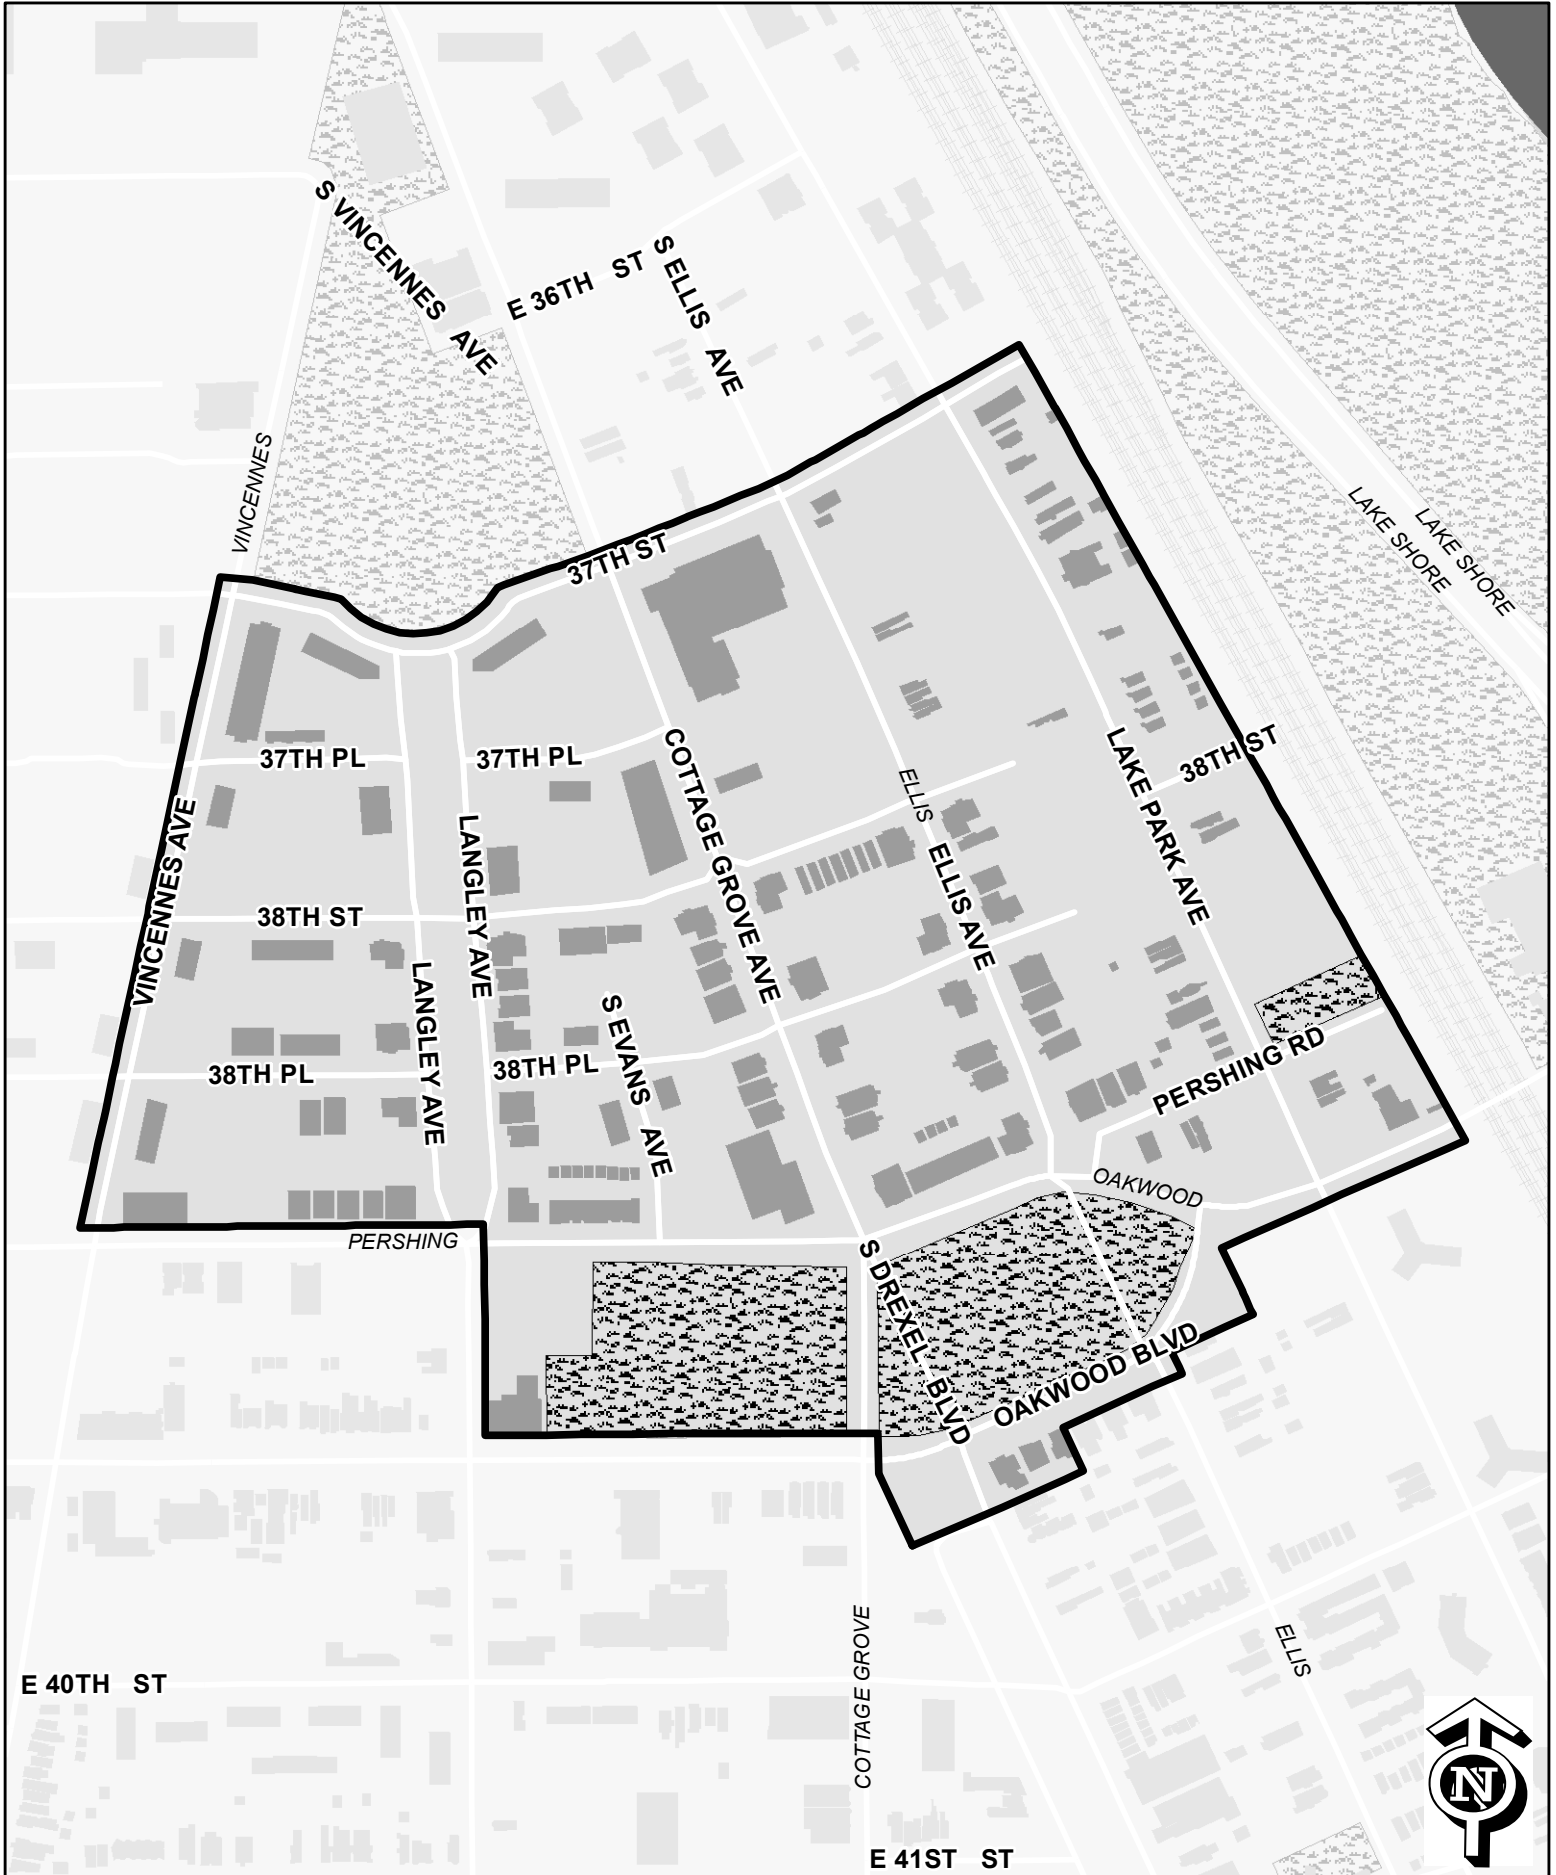 S VINCENNES AVE
E 36TH ST
S ELLIS AVE
VINCENNES
LAKE SHORE
LAKE SHORE
37TH ST
37TH PL
37TH PL
COTTAGE GROVE AVE
LAKE PARK AVE
38TH ST
ELLIS
VINCENNES AVE
LANGLEY AVE
ELLIS AVE
38TH ST
LANGLEY AVE
S EVANS AVE
38TH PL
38TH PL
PERSHING RD
OAKWOOD
PERSHING
S DREXEL BLVD
OAKWOOD BLVD
COTTAGE GROVE
ELLIS
E 40TH ST
N
E 41ST ST